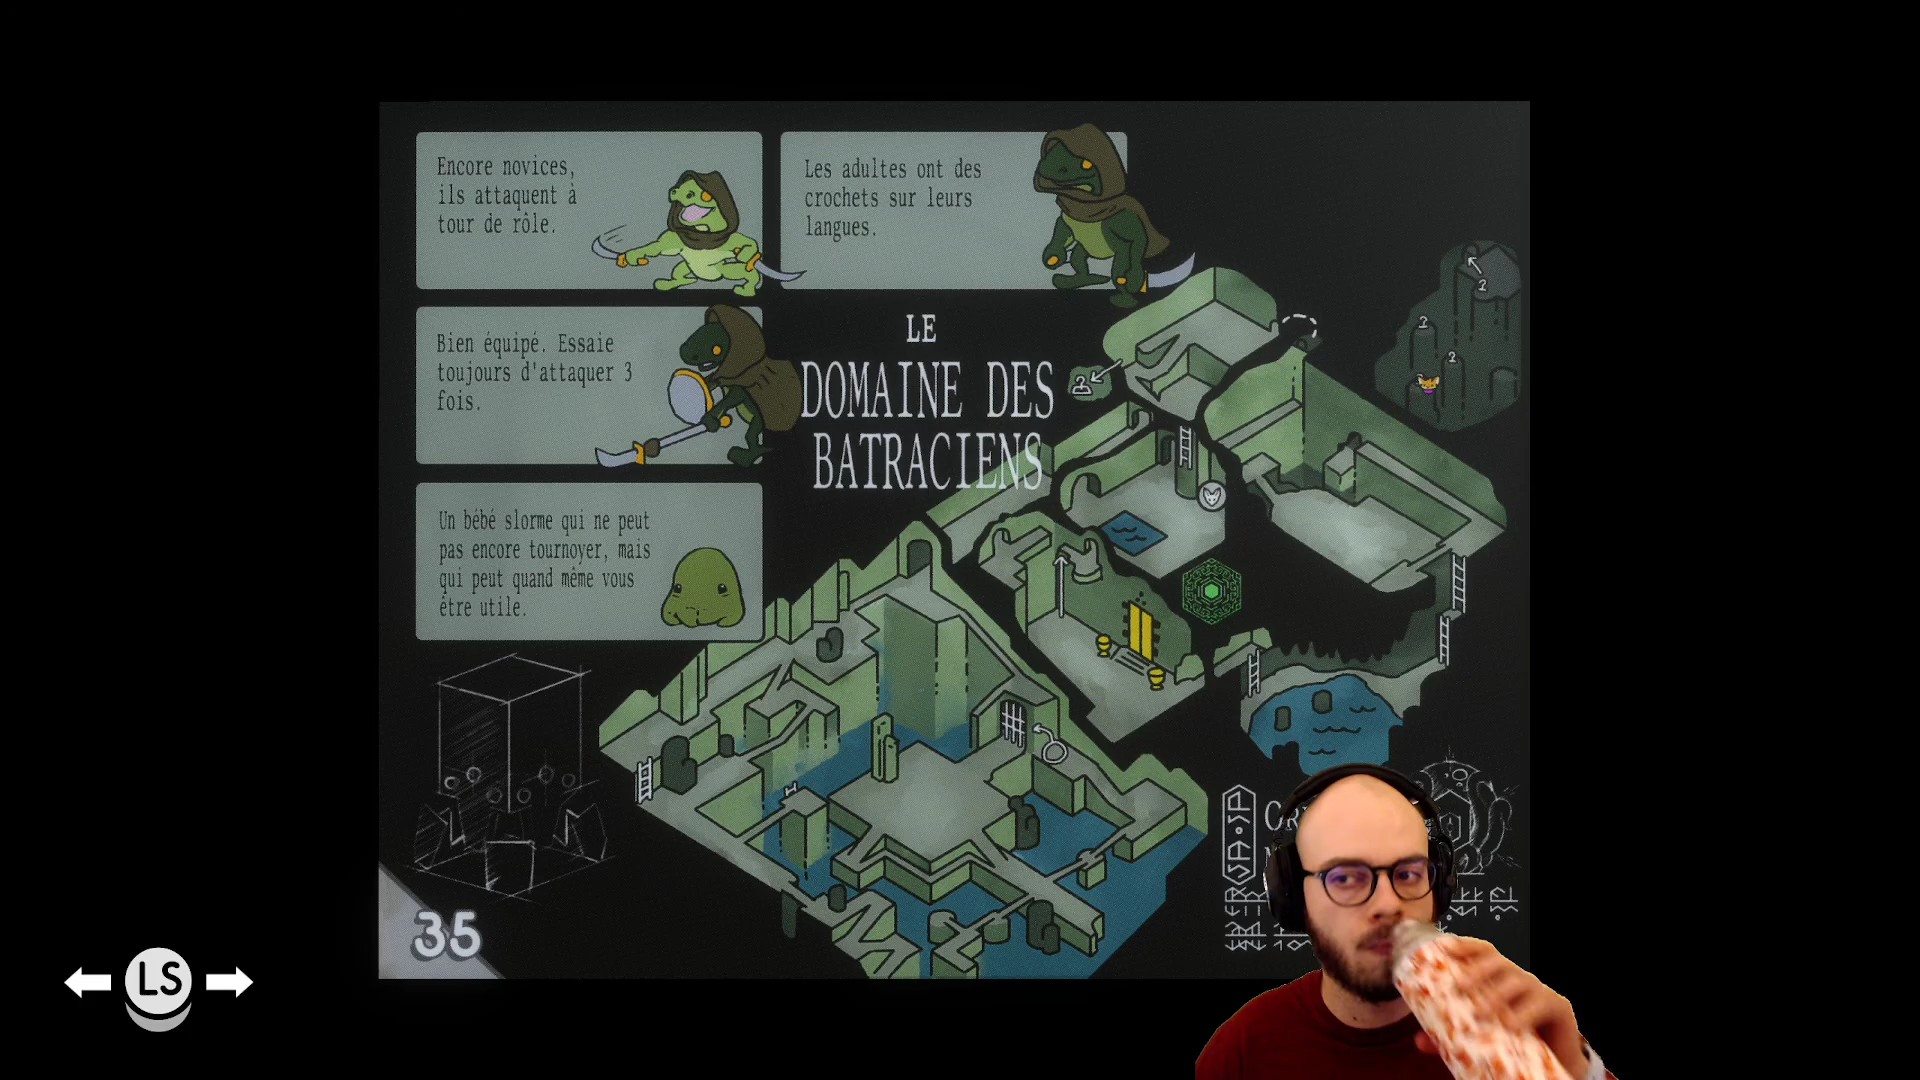 Encore novices,
ils attaquent à
tour de rôle.
Les adultes ont des
crochets sur leurs
langues.
Bien équipé. Essaie
toujours d'attaquer 3
fois.
Un bébé slorme qui ne peut
pas encore tournoyer, mais
qui peut quand même vous
être utile.
LE
DOMAINE DES
BATRACIENS
35
LS